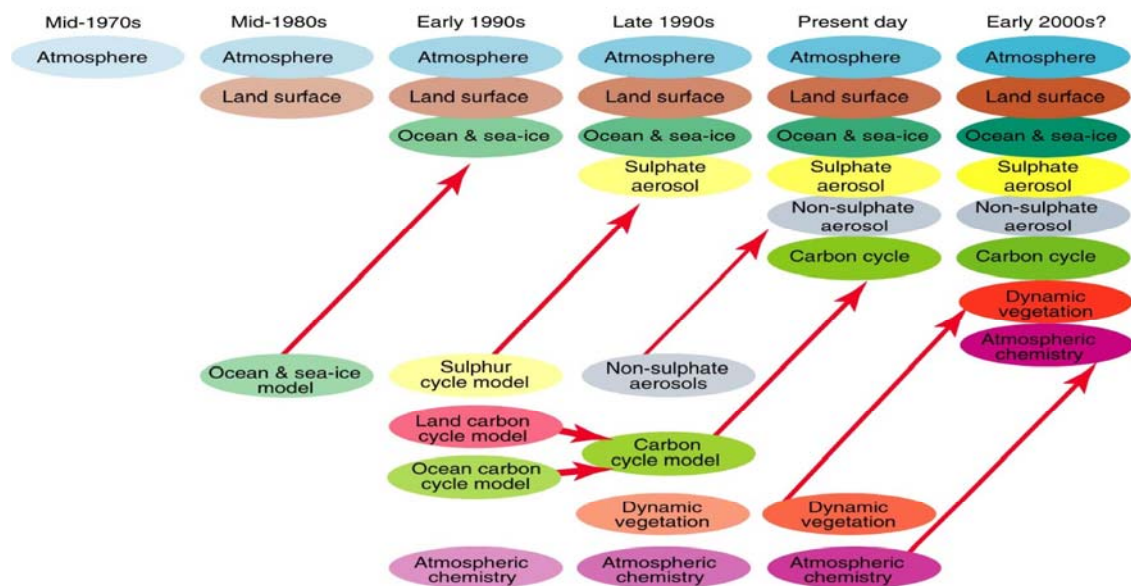 Mid-1970s
Mid-1980s
Early 1990s
Late 1990s
Present day
Early 2000s?
Atmosphere
Atmosphere
Atmosphere
Atmosphere
Atmosphere
Atmosphere
Land surface
Land surface
Land surface
Land surface
Land surface
Ocean & sea-ice
Ocean & sea-ice
Ocean & sea-ice
Ocean & sea-ice
Sulphate
aerosol
Sulphate
aerosol
Sulphate
aerosol
Non-sulphate
aerosol
Non-sulphate
aerosol
Carbon cycle
Carbon cycle
Dynamic
vegetation
Atmospheric
chemistry
Ocean & sea-ice
model
Sulphur
cycle model
Non-sulphate
aerosols
Land carbon
cycle model
Carbon
cycle model
Ocean carbon
cycle model
Dynamic
vegetation
Dynamic
vegetation
Atmospheric
chemistry
Atmospheric
chemistry
Atmospheric
chemistry